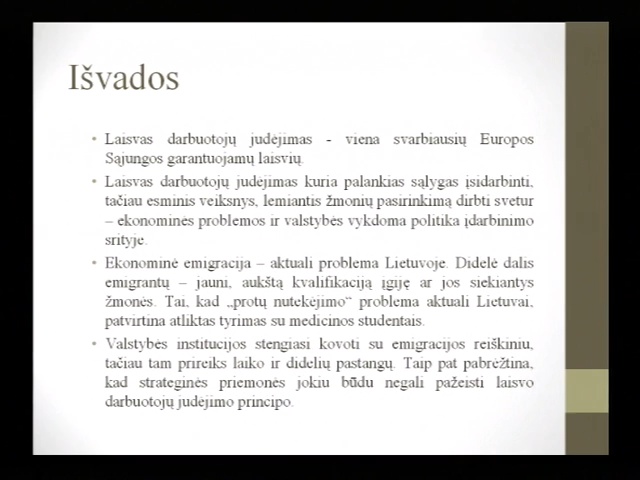 Išvados
• Laisvas darbuotojų judėjimas - viena svarbiausių Europos
Sąjungos garantuojamų laisvių.
• Laisvas darbuotojų judėjimas kuria palankias sąlygas įsidarbinti,
tačiau esminis veiksnys, lemiantis žmonių pasirinkimą dirbti svetur
– ekonominės problemos ir valstybės vykdoma politika įdarbinimo
srityje.
• Ekonominė emigracija – aktuali problema Lietuvoje. Didelė dalis
emigrantų – jauni, aukštą kvalifikaciją įgiję ar jos siekiantys
žmonės. Tai, kad „protų nutekėjimo“ problema aktuali Lietuvai,
patvirtina atliktas tyrimas su medicinos studentais.
• Valstybės institucijos stengiasi kovoti su emigracijos reiškiniu,
tačiau tam prireiks laiko ir didelių pastangų. Taip pat pabrėžtina,
kad strateginės priemonės jokiu būdu negali pažeisti laisvo
darbuotojų judėjimo principo.